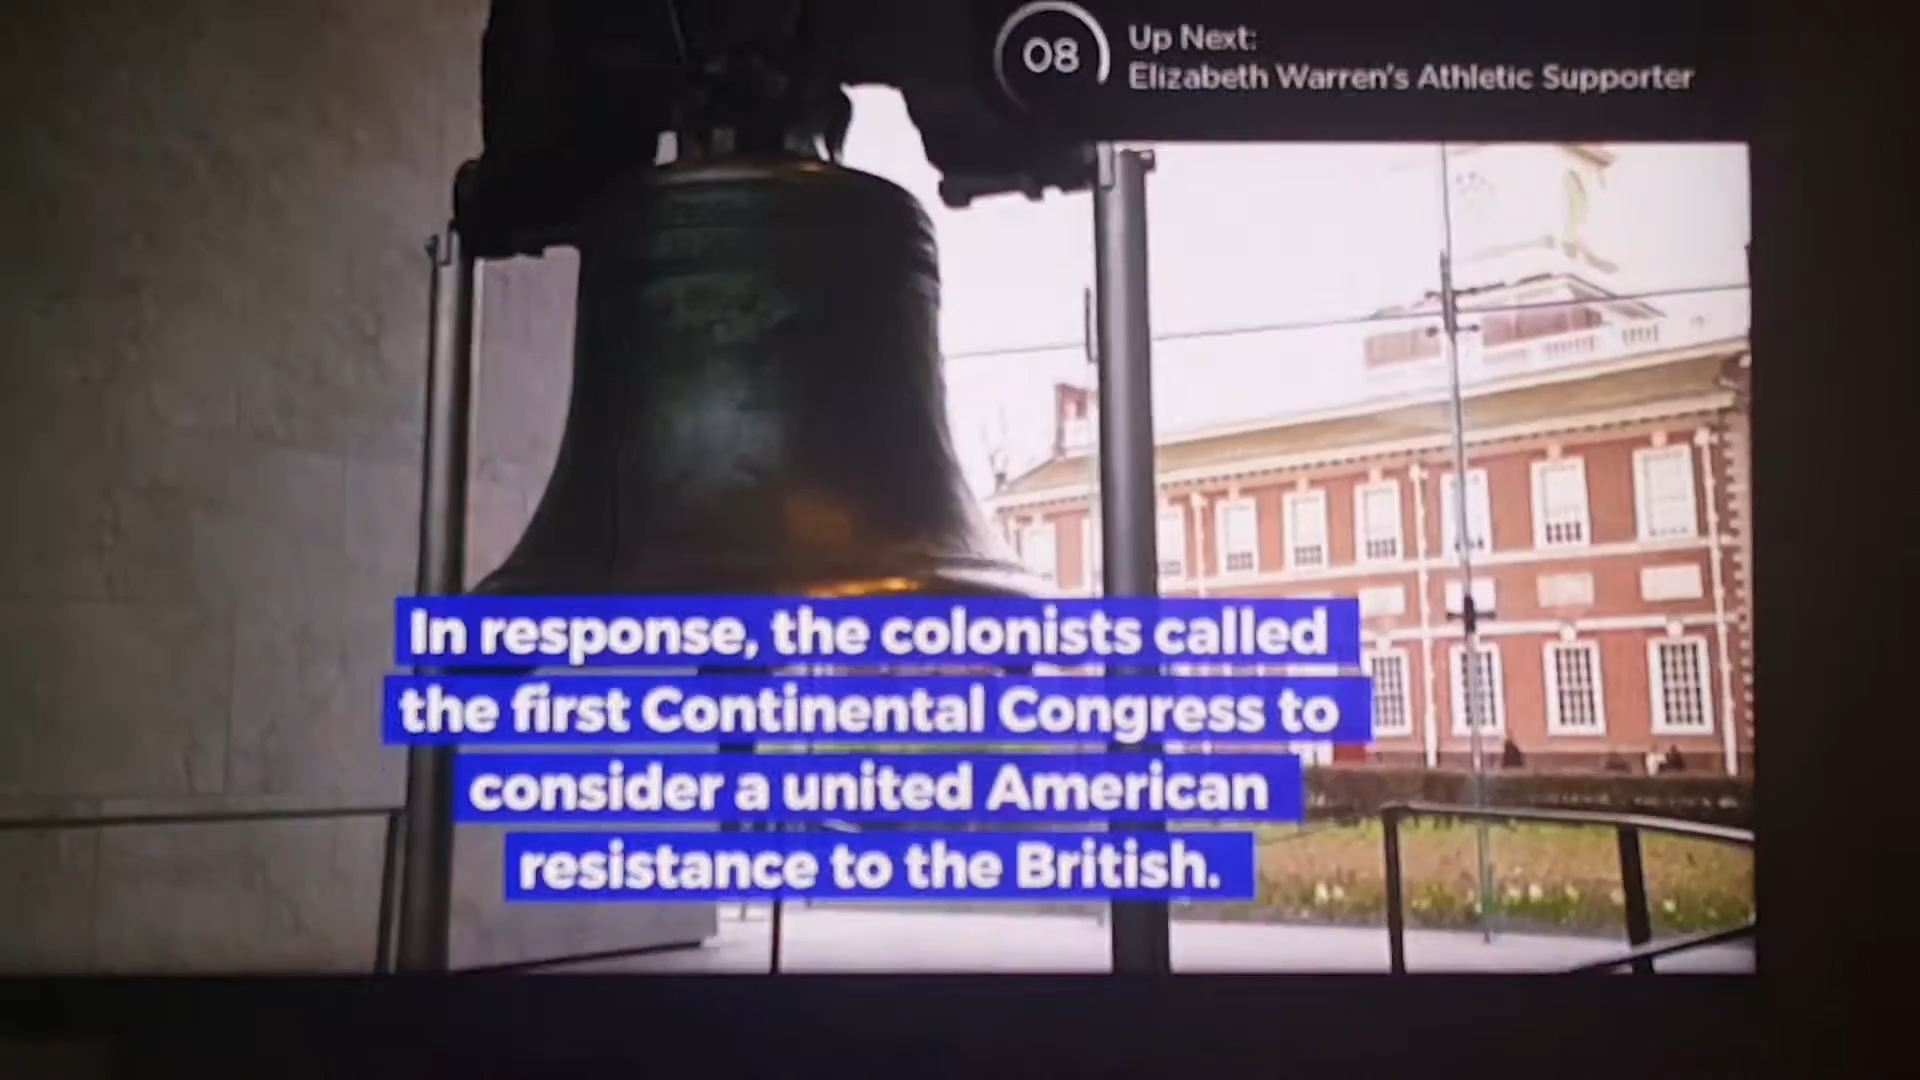 08
Up Next:
Elizabeth Warren's Athletic Supporter
In response, the colonists called
the first Continental Congress to
consider a united American
resistance to the British.